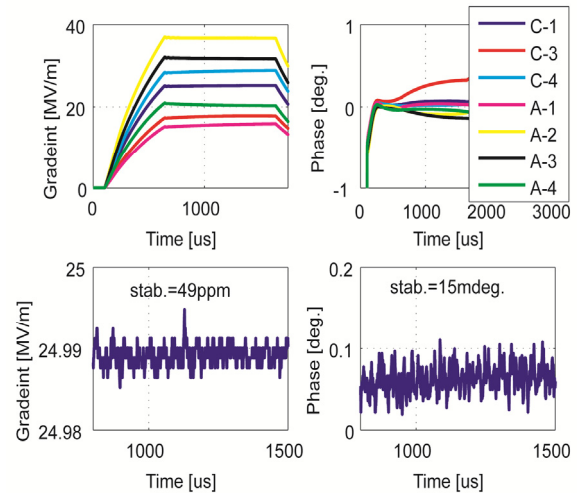 40
20
0
Gradeint [MV/m]
0
1000
Time [us]
1
0
-1
Phase [deg.]
0
1000
2000
3000
Time [us]
C-1
C-3
C-4
A-1
A-2
A-3
A-4
25
24.99
24.98
Gradeint [MV/m]
stab.=49ppm
1000
1500
Time [us]
0.2
0.1
0
Phase [deg.]
stab.=15mdeg.
1000
1500
Time [us]